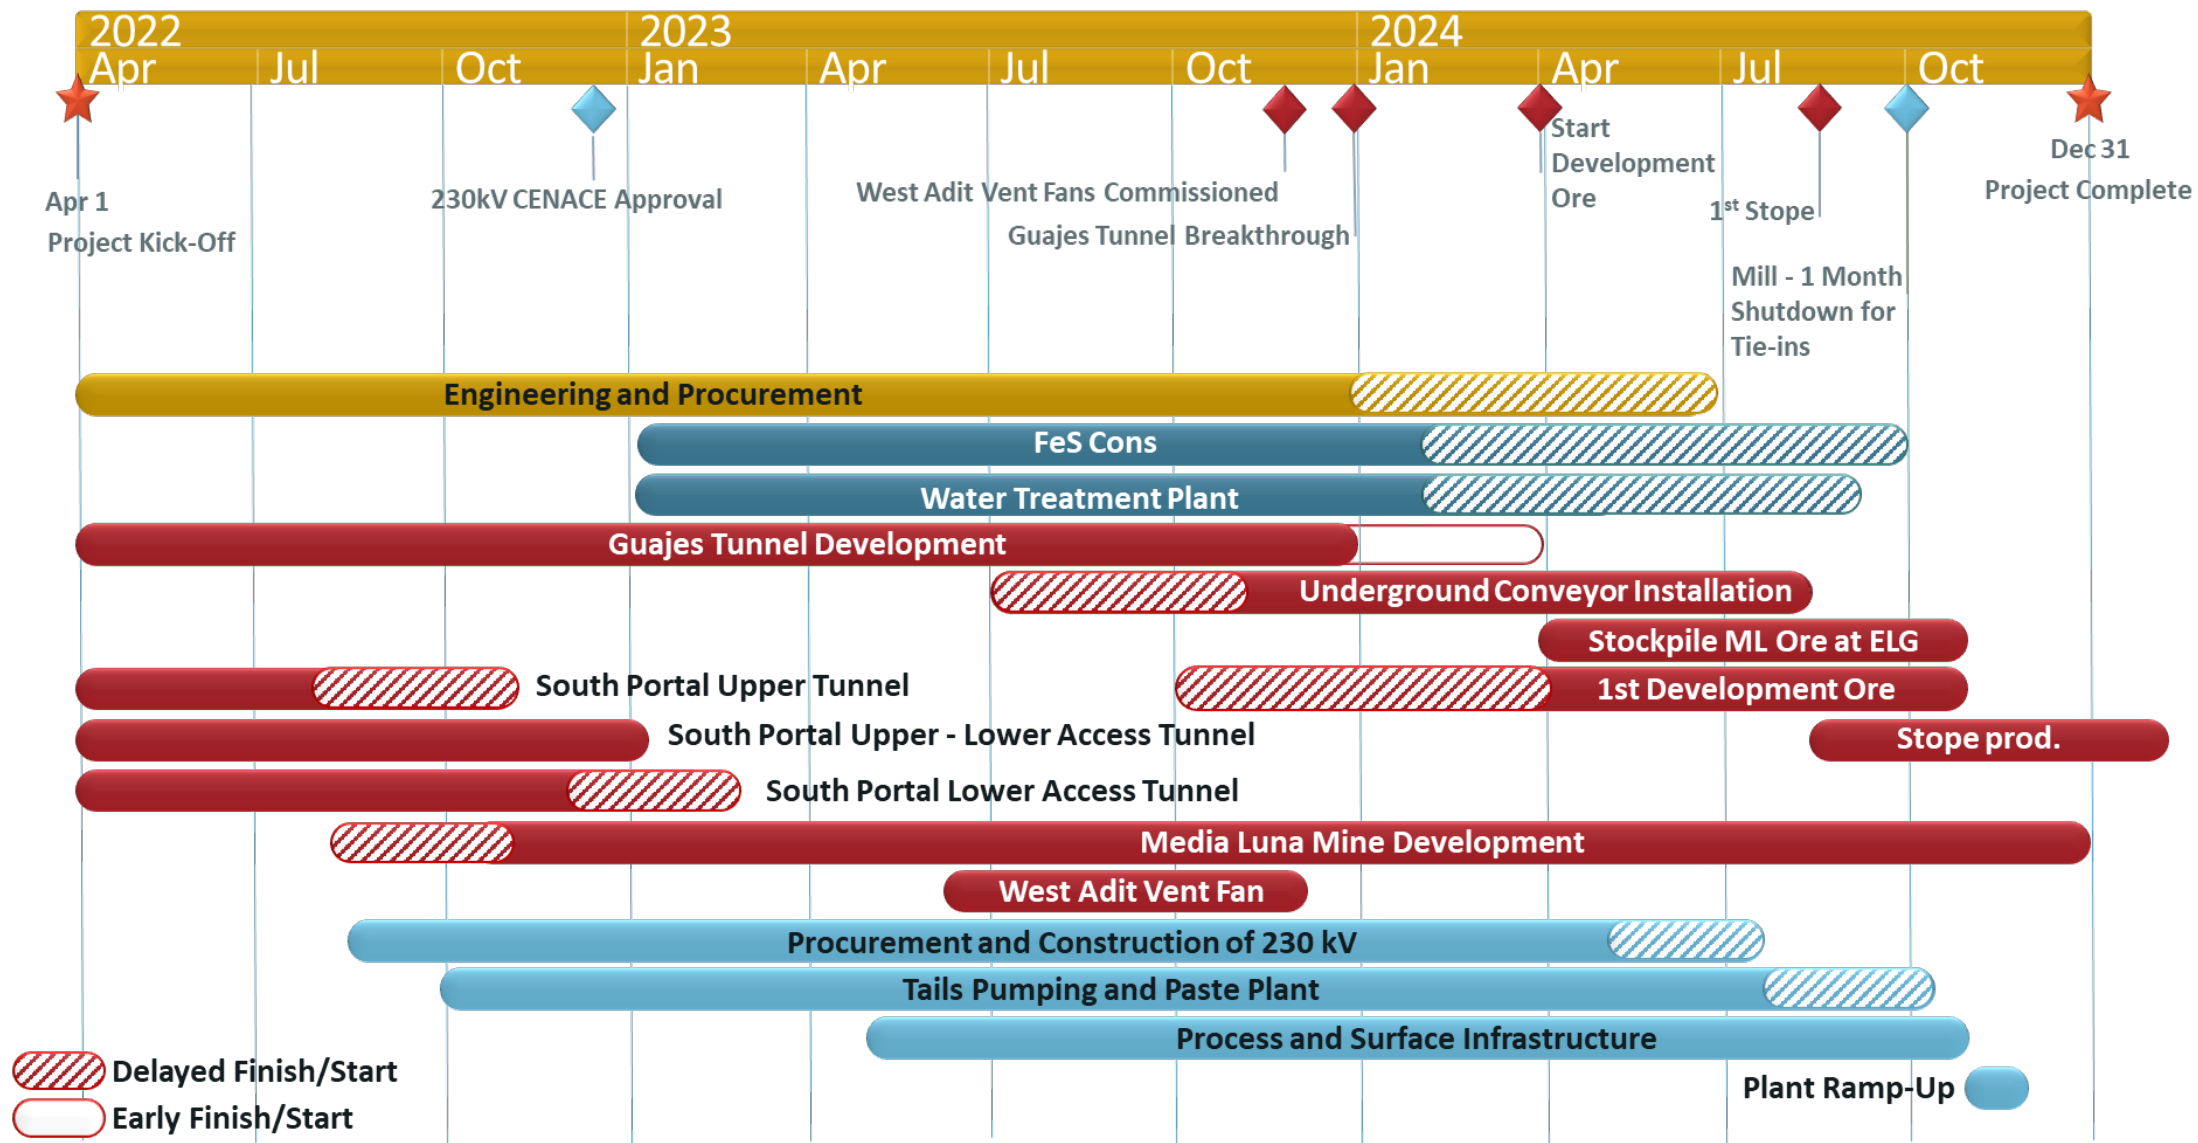 2022
2023
2024
Apr
Jul
Oct
Jan
Apr
Jul
Oct
Jan
Apr
Jul
Oct
Apr 1
Project Kick-Off
230kV CENACE Approval
West Adit Vent Fans Commissioned
Guajes Tunnel Breakthrough
Start
Development
Ore
1st Stope
Mill - 1 Month
Shutdown for
Tie-ins
Dec 31
Project Complete
Engineering and Procurement
FeS Cons
Water Treatment Plant
Guajes Tunnel Development
Underground Conveyor Installation
Stockpile ML Ore at ELG
South Portal Upper Tunnel
1st Development Ore
South Portal Upper - Lower Access Tunnel
Stope prod.
South Portal Lower Access Tunnel
Media Luna Mine Development
West Adit Vent Fan
Procurement and Construction of 230 kV
Tails Pumping and Paste Plant
Process and Surface Infrastructure
Plant Ramp-Up
Delayed Finish/Start
Early Finish/Start